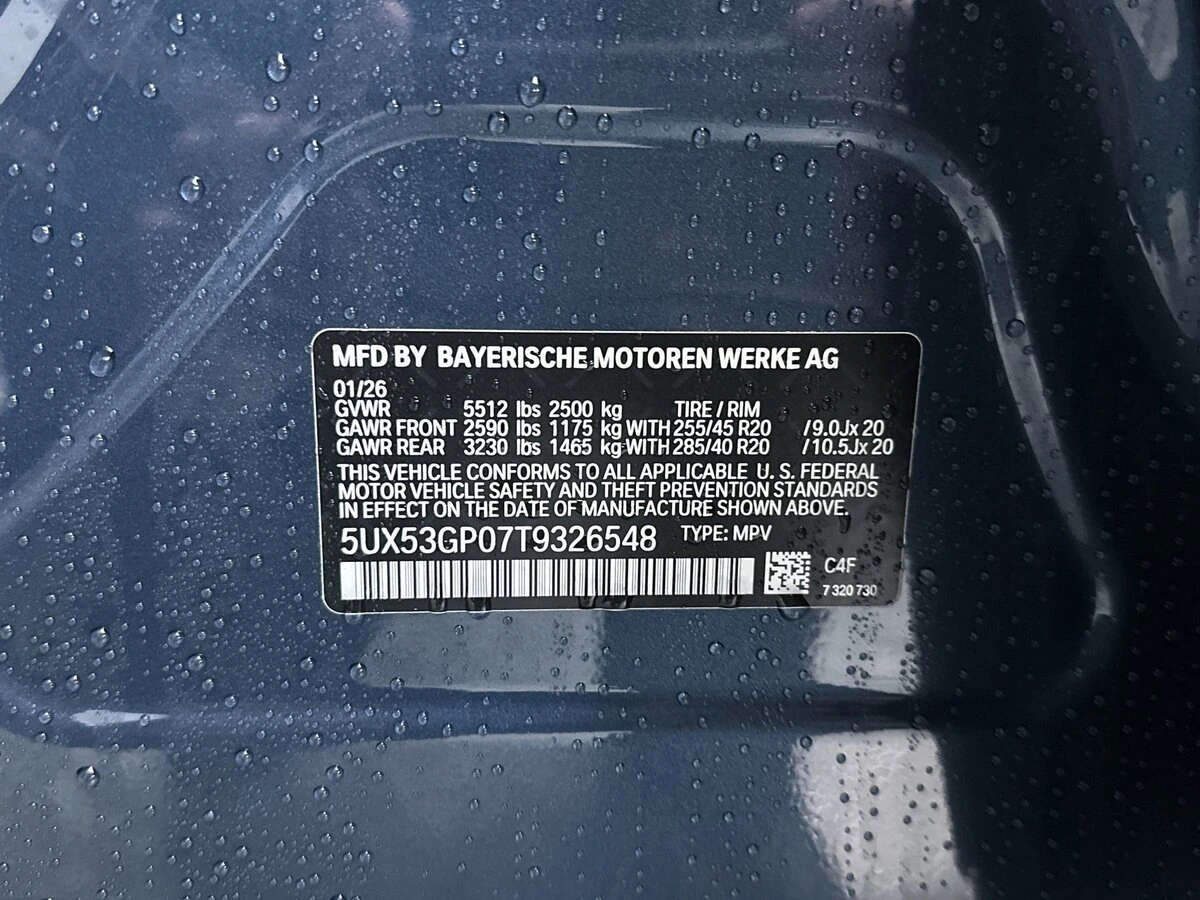 MFD BY BAYERISCHE MOTOREN WERKE AG
01/26
GVWR 5512 lbs 2500 kg TIRE / RIM
GAWR FRONT 2590 lbs 1175 kg WITH 255/45 R20 /9.0Jx 20
GAWR REAR 3230 lbs 1465 kg WITH 285/40 R20 /10.5Jx 20
THIS VEHICLE CONFORMS TO ALL APPLICABLE U. S. FEDERAL
MOTOR VEHICLE SAFETY AND THEFT PREVENTION STANDARDS
IN EFFECT ON THE DATE OF MANUFACTURE SHOWN ABOVE.
5UX53GP07T9326548 TYPE: MPV
C4F
7 320 730